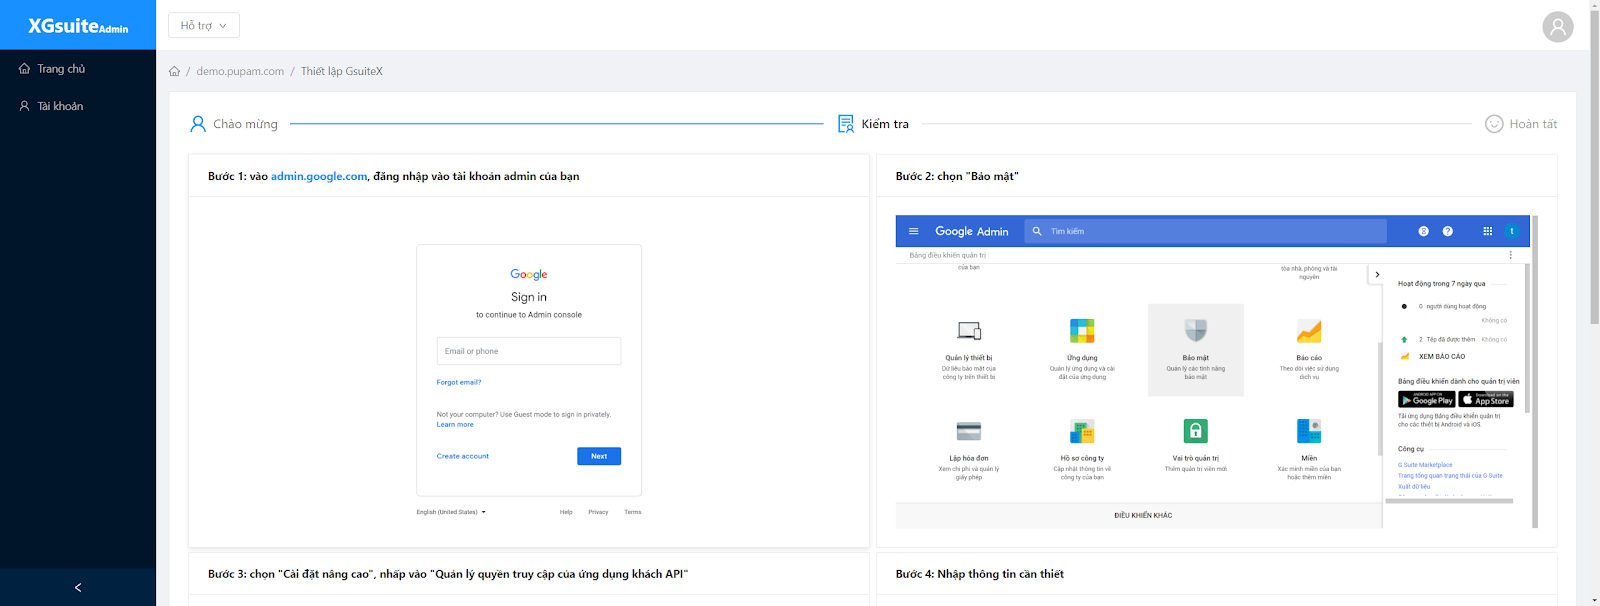 XGsuiteAdmin
Hỗ trợ
Trang chủ
Tài khoản
/ demo.pupam.com / Thiết lập GsuiteX
Chào mừng
Kiểm tra
Hoàn tất
Bước 1: vào admin.google.com, đăng nhập vào tài khoản admin của bạn
Google
Sign in
to continue to Admin console
Email or phone
Forgot email?
Not your computer? Use Guest mode to sign in privately.
Learn more
Create account
Next
English (United States)
Help Privacy Terms
Bước 2: chọn "Bảo mật"
Google Admin
Tìm kiếm
8 ? t
Bảng điều khiển quản trị
của bạn
tòa nhà, phòng và tài
nguyên
Quản lý thiết bị
Dữ liệu bảo mật của
công ty trên thiết bị
Ứng dụng
Quản lý ứng dụng và cài
đặt của ứng dụng
Bảo mật
Quản lý các tính năng
bảo mật
Báo cáo
Theo dõi việc sử dụng
dịch vụ
Lập hóa đơn
Xem chi phí và quản lý
giấy phép
Hồ sơ công ty
Cập nhật thông tin về
công ty của bạn
Vai trò quản trị
Thêm quản trị viên mới
Miền
Xác minh miền của bạn
hoặc thêm miền
ĐIỀU KHIỂN KHÁC
Hoạt động trong 7 ngày qua
0 người dùng hoạt động
Không có
2 Tệp đã được thêm Không có
XEM BÁO CÁO
Bảng điều khiển dành cho quản trị viên
ANDROID APP ON
Google Play
Download on the
App Store
Tải ứng dụng Bảng điều khiển quản trị
cho các thiết bị Android và iOS.
Công cụ
G Suite Marketplace
Trang tổng quan trạng thái của G Suite
Xuất dữ liệu
Bước 3: chọn "Cài đặt nâng cao", nhấp vào "Quản lý quyền truy cập của ứng dụng khách API"
Bước 4: Nhập thông tin cần thiết